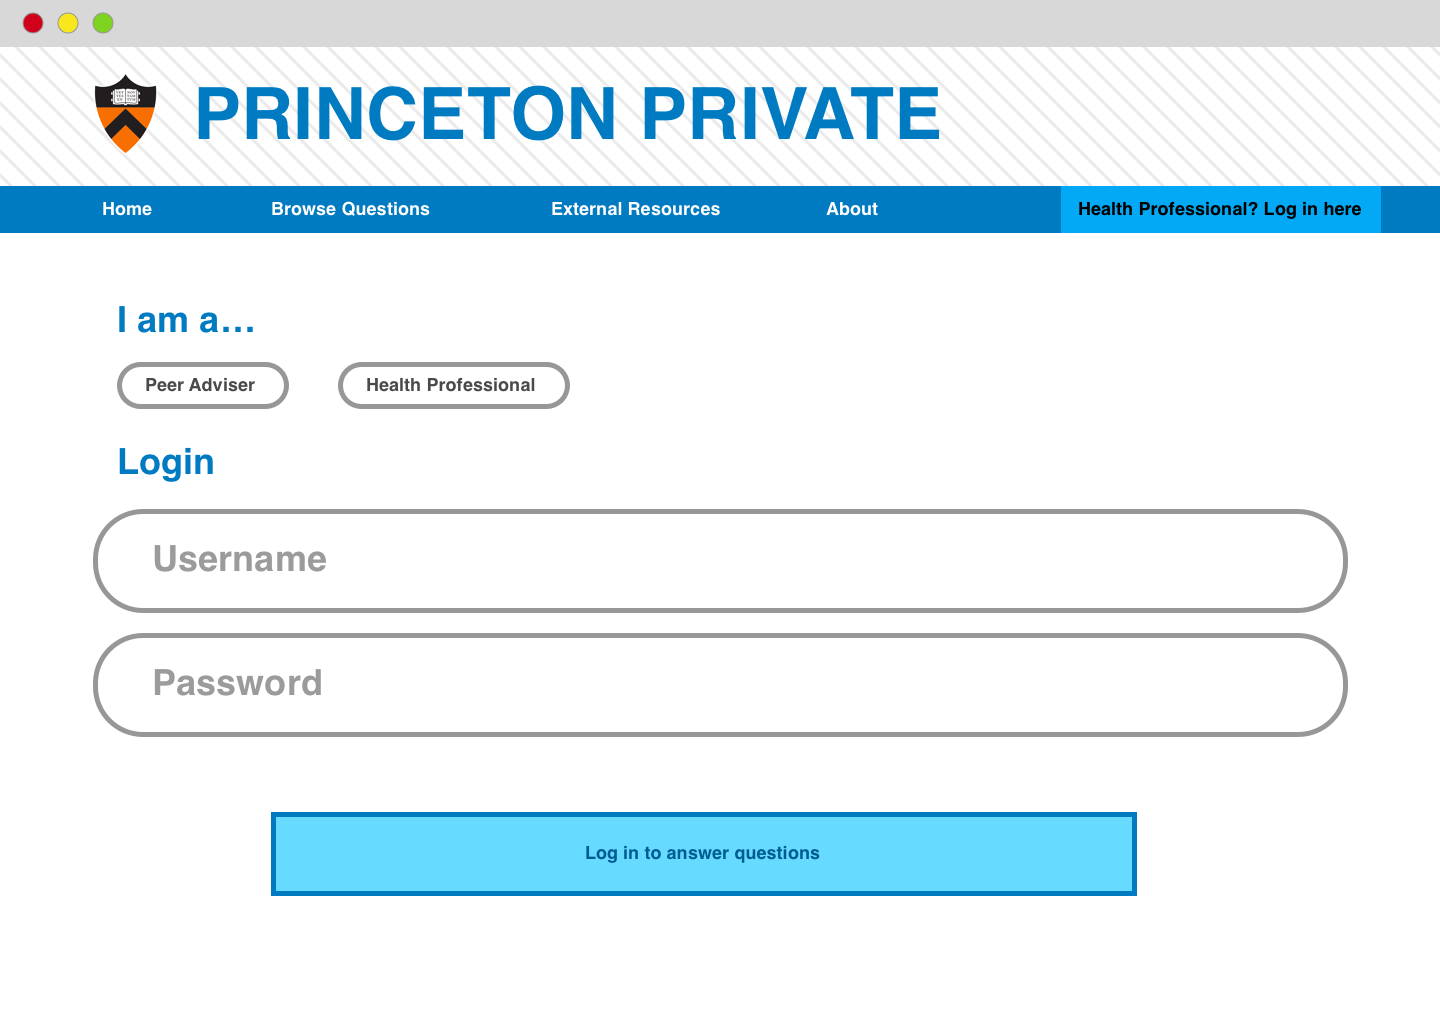 PRINCETON PRIVATE
Home Browse Questions External Resources About Health Professional? Log in here
I am a...
Peer Adviser Health Professional
Login
Username
Password
Log in to answer questions